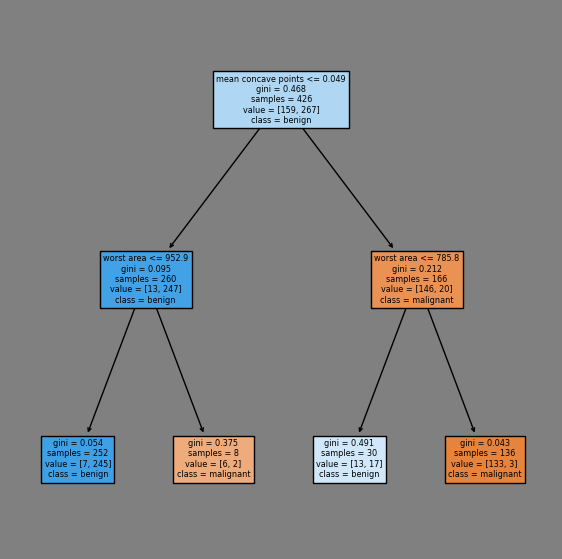 mean concave points <= 0.049
gini = 0.468
samples = 426
value = [159, 267]
class = benign
worst area <= 952.9
gini = 0.095
samples = 260
value = [13, 247]
class = benign
worst area <= 785.8
gini = 0.212
samples = 166
value = [146, 20]
class = malignant
gini = 0.054
samples = 252
value = [7, 245]
class = benign
gini = 0.375
samples = 8
value = [6, 2]
class = malignant
gini = 0.491
samples = 30
value = [13, 17]
class = benign
gini = 0.043
samples = 136
value = [133, 3]
class = malignant